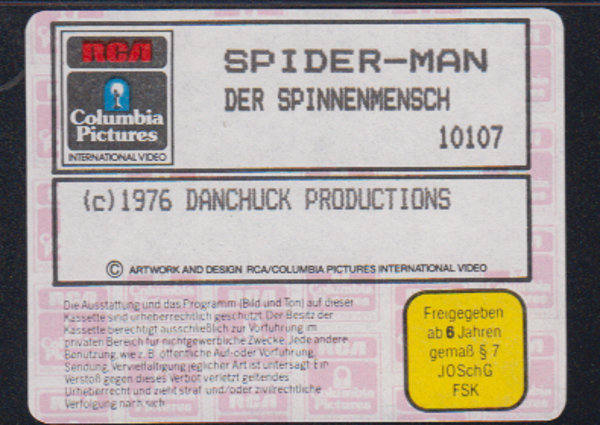 RCA
Columbia
Pictures
INTERNATIONAL VIDEO
SPIDER-MAN
DER SPINNENMENSCH
10107
(c)1976 DANCHUCK PRODUCTIONS
© ARTWORK AND DESIGN RCA/COLUMBIA PICTURES INTERNATIONAL VIDEO
Die Ausstattung und das Programm (Bild und Ton) auf dieser
Kassette sind urheberrechtlich geschützt. Der Besitz der
Kassette berechtigt ausschließlich zur Vorführung im
privaten Bereich für nichtgewerbliche Zwecke. Jede andere
Benutzung, wie z. B. öffentliche Auf- oder Vorführung,
Sendung, Vervielfältigung jeglicher Art ist untersagt. Ein
Verstoß gegen dieses Verbot verletzt geltendes
Urheberrecht und zieht straf- und/oder zivilrechtliche
Verfolgung nach sich.
Freigegeben
ab 6 Jahren
gemäß § 7
JÖSchG
FSK